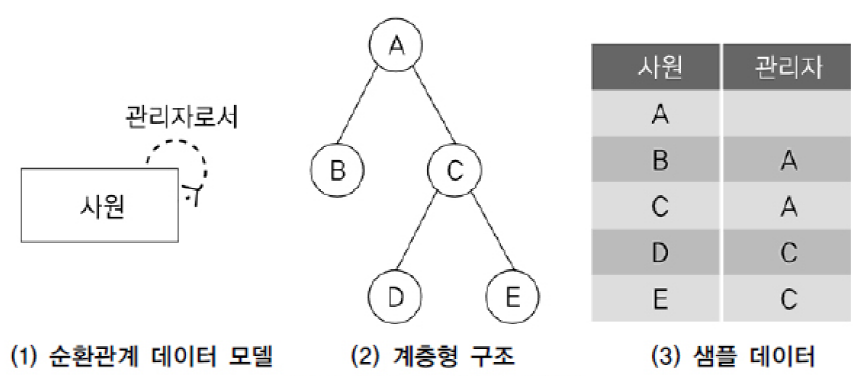 관리자로서
사원
(1) 순환관계 데이터 모델
A
B C
D E
(2) 계층형 구조
사원 관리자
A
B A
C A
D C
E C
(3) 샘플 데이터